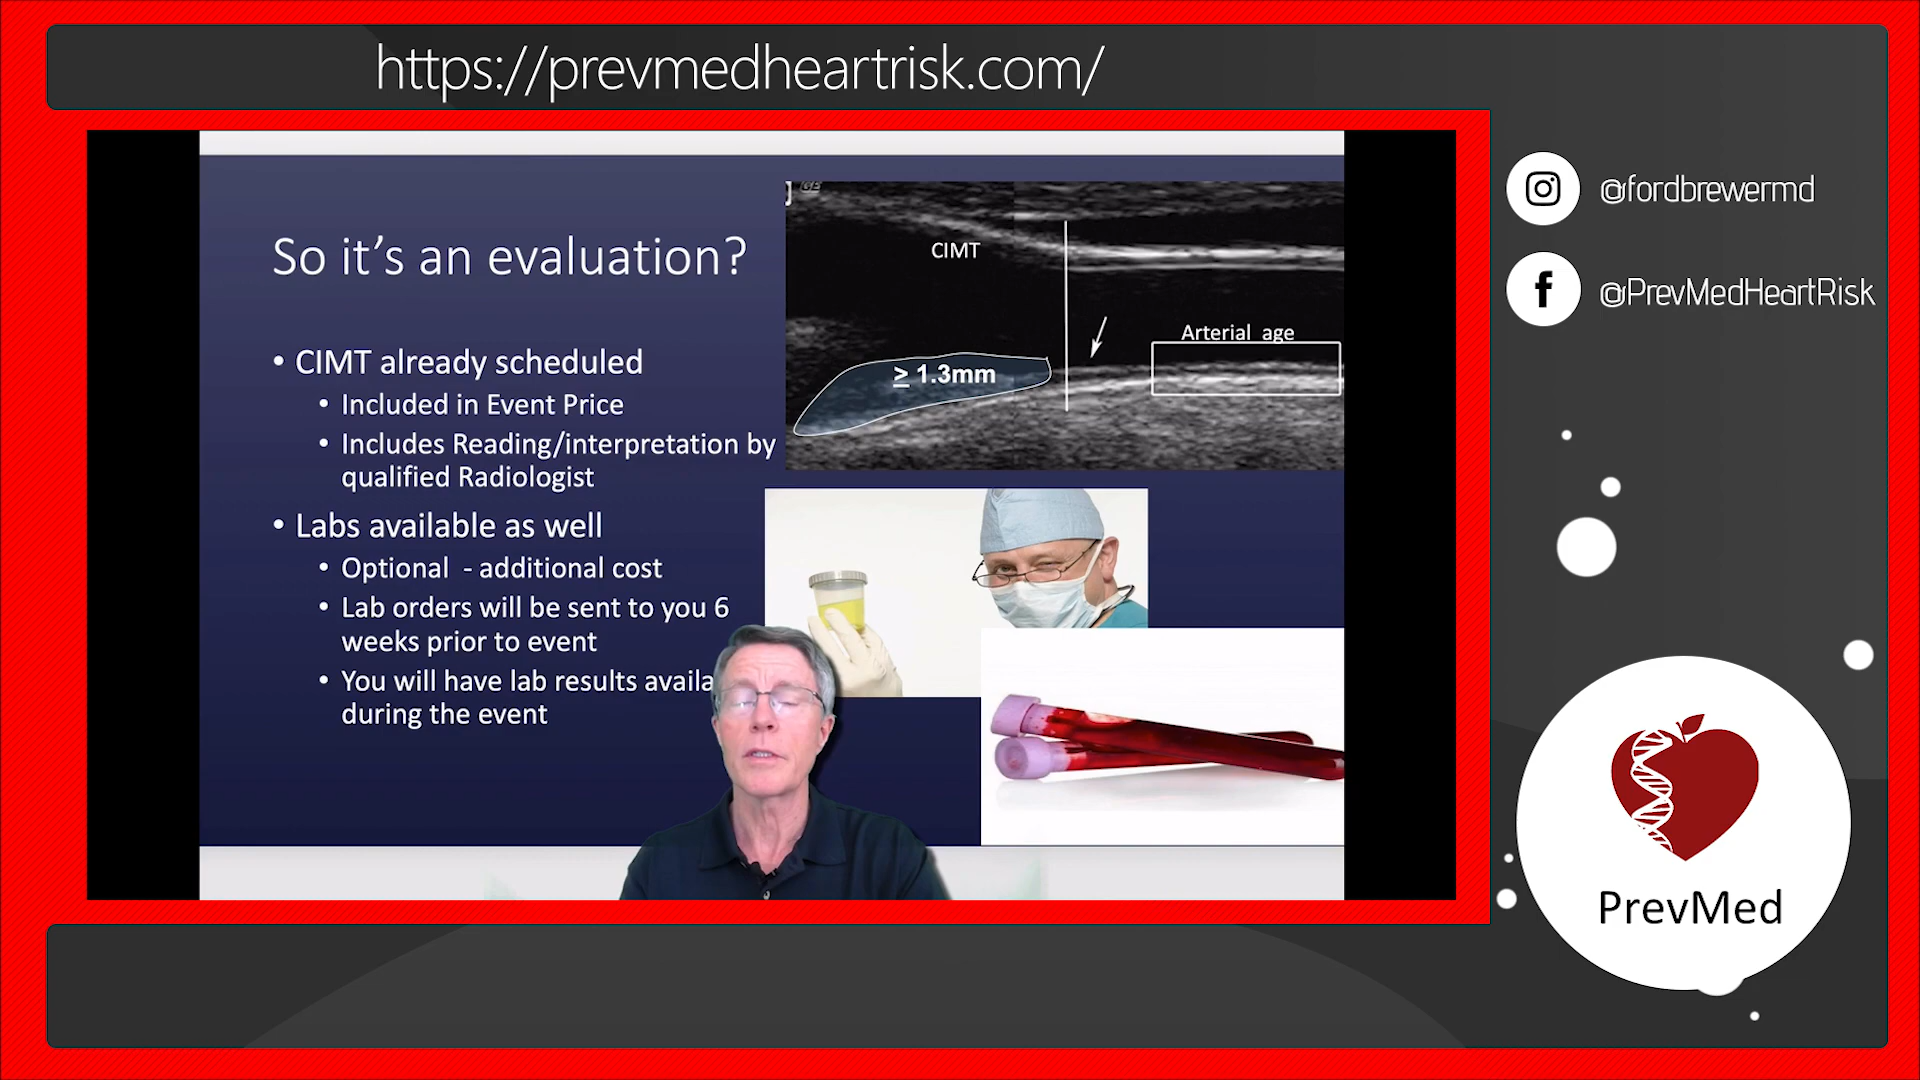 https://prevmedheartrisk.com/
So it's an evaluation?
• CIMT already scheduled
• Included in Event Price
• Includes Reading/interpretation by
qualified Radiologist
• Labs available as well
• Optional - additional cost
• Lab orders will be sent to you 6
weeks prior to event
• You will have lab results availa
during the event
GE
CIMT
Arterial age
≥ 1.3mm
@fordbrewermd
@PrevMedHeartRisk
PrevMed